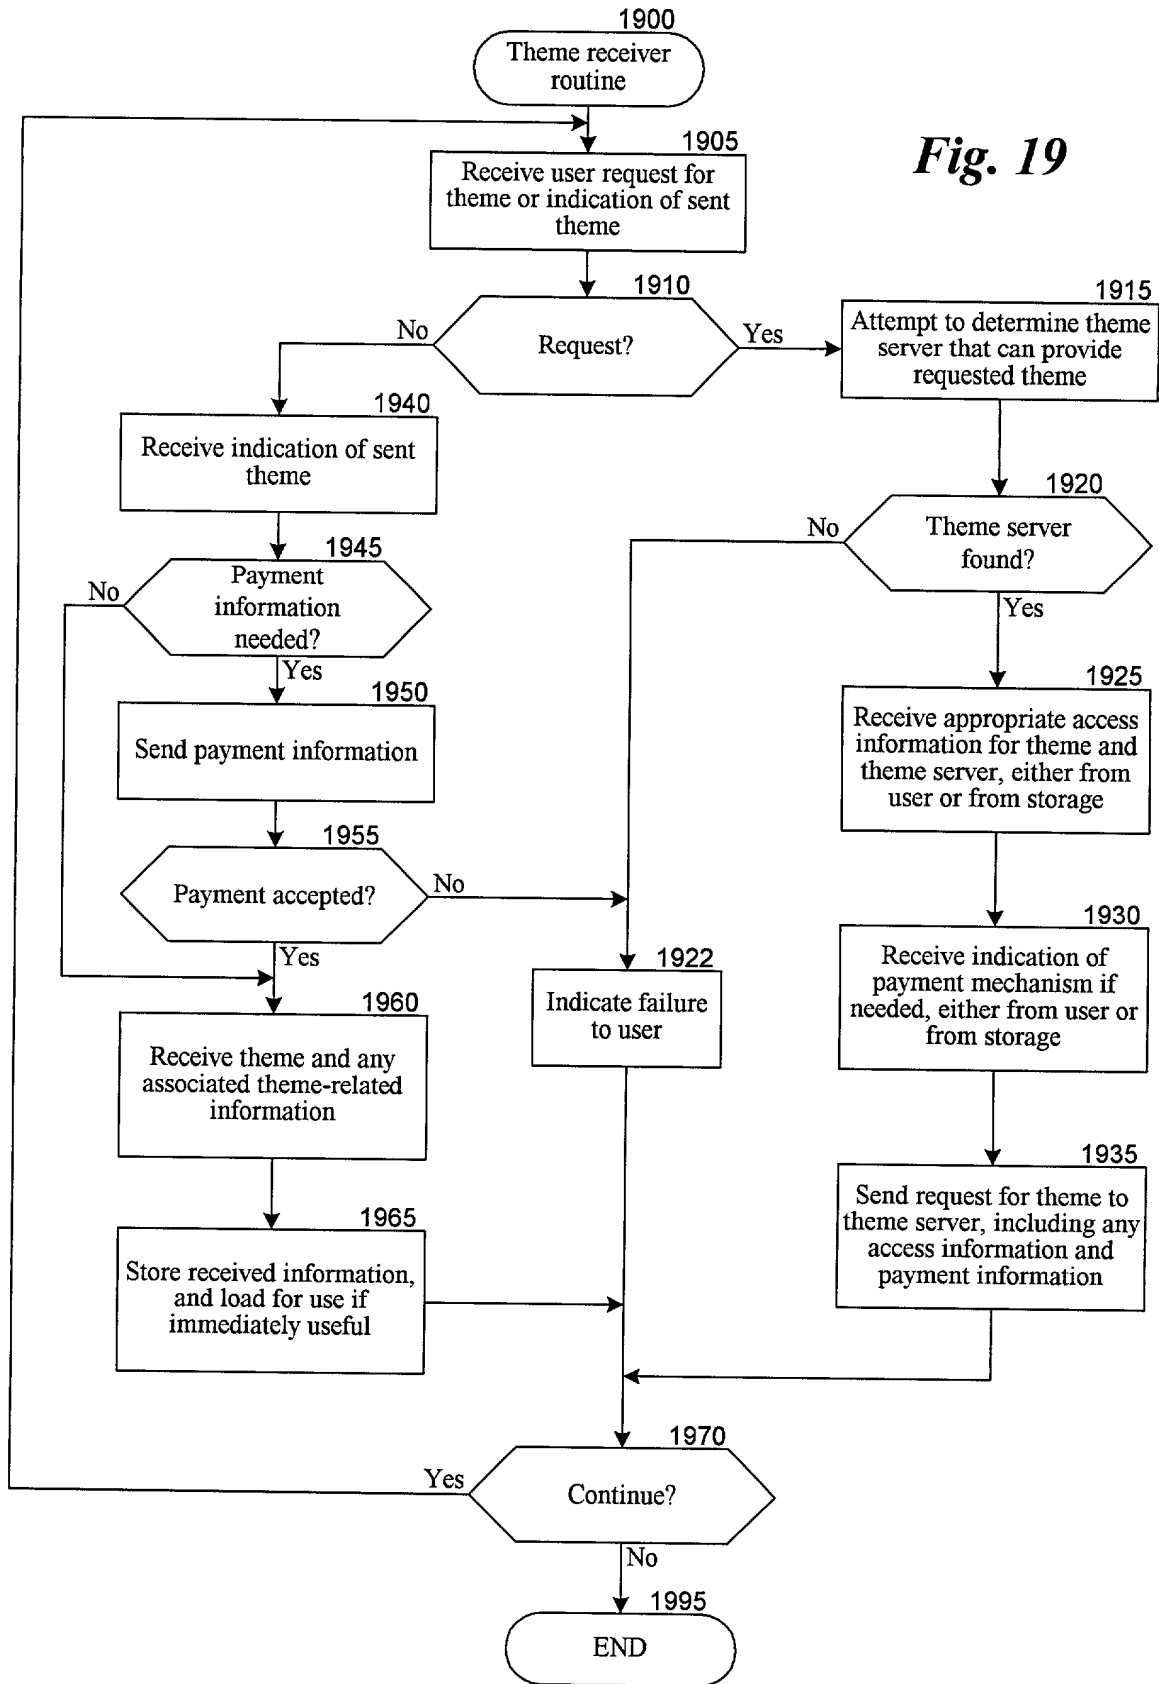 1900
Theme receiver
routine
Fig. 19
1905
Receive user request for
theme or indication of sent
theme
1910
Request?
No
Yes
1915
Attempt to determine theme
server that can provide
requested theme
1940
Receive indication of sent
theme
1920
Theme server
found?
No
Yes
1945
Payment
information
needed?
No
Yes
1950
Send payment information
1925
Receive appropriate access
information for theme and
theme server, either from
user or from storage
1955
Payment accepted?
No
Yes
1922
Indicate failure
to user
1930
Receive indication of
payment mechanism if
needed, either from user or
from storage
1960
Receive theme and any
associated theme-related
information
1935
Send request for theme to
theme server, including any
access information and
payment information
1965
Store received information,
and load for use if
immediately useful
1970
Continue?
Yes
No
1995
END